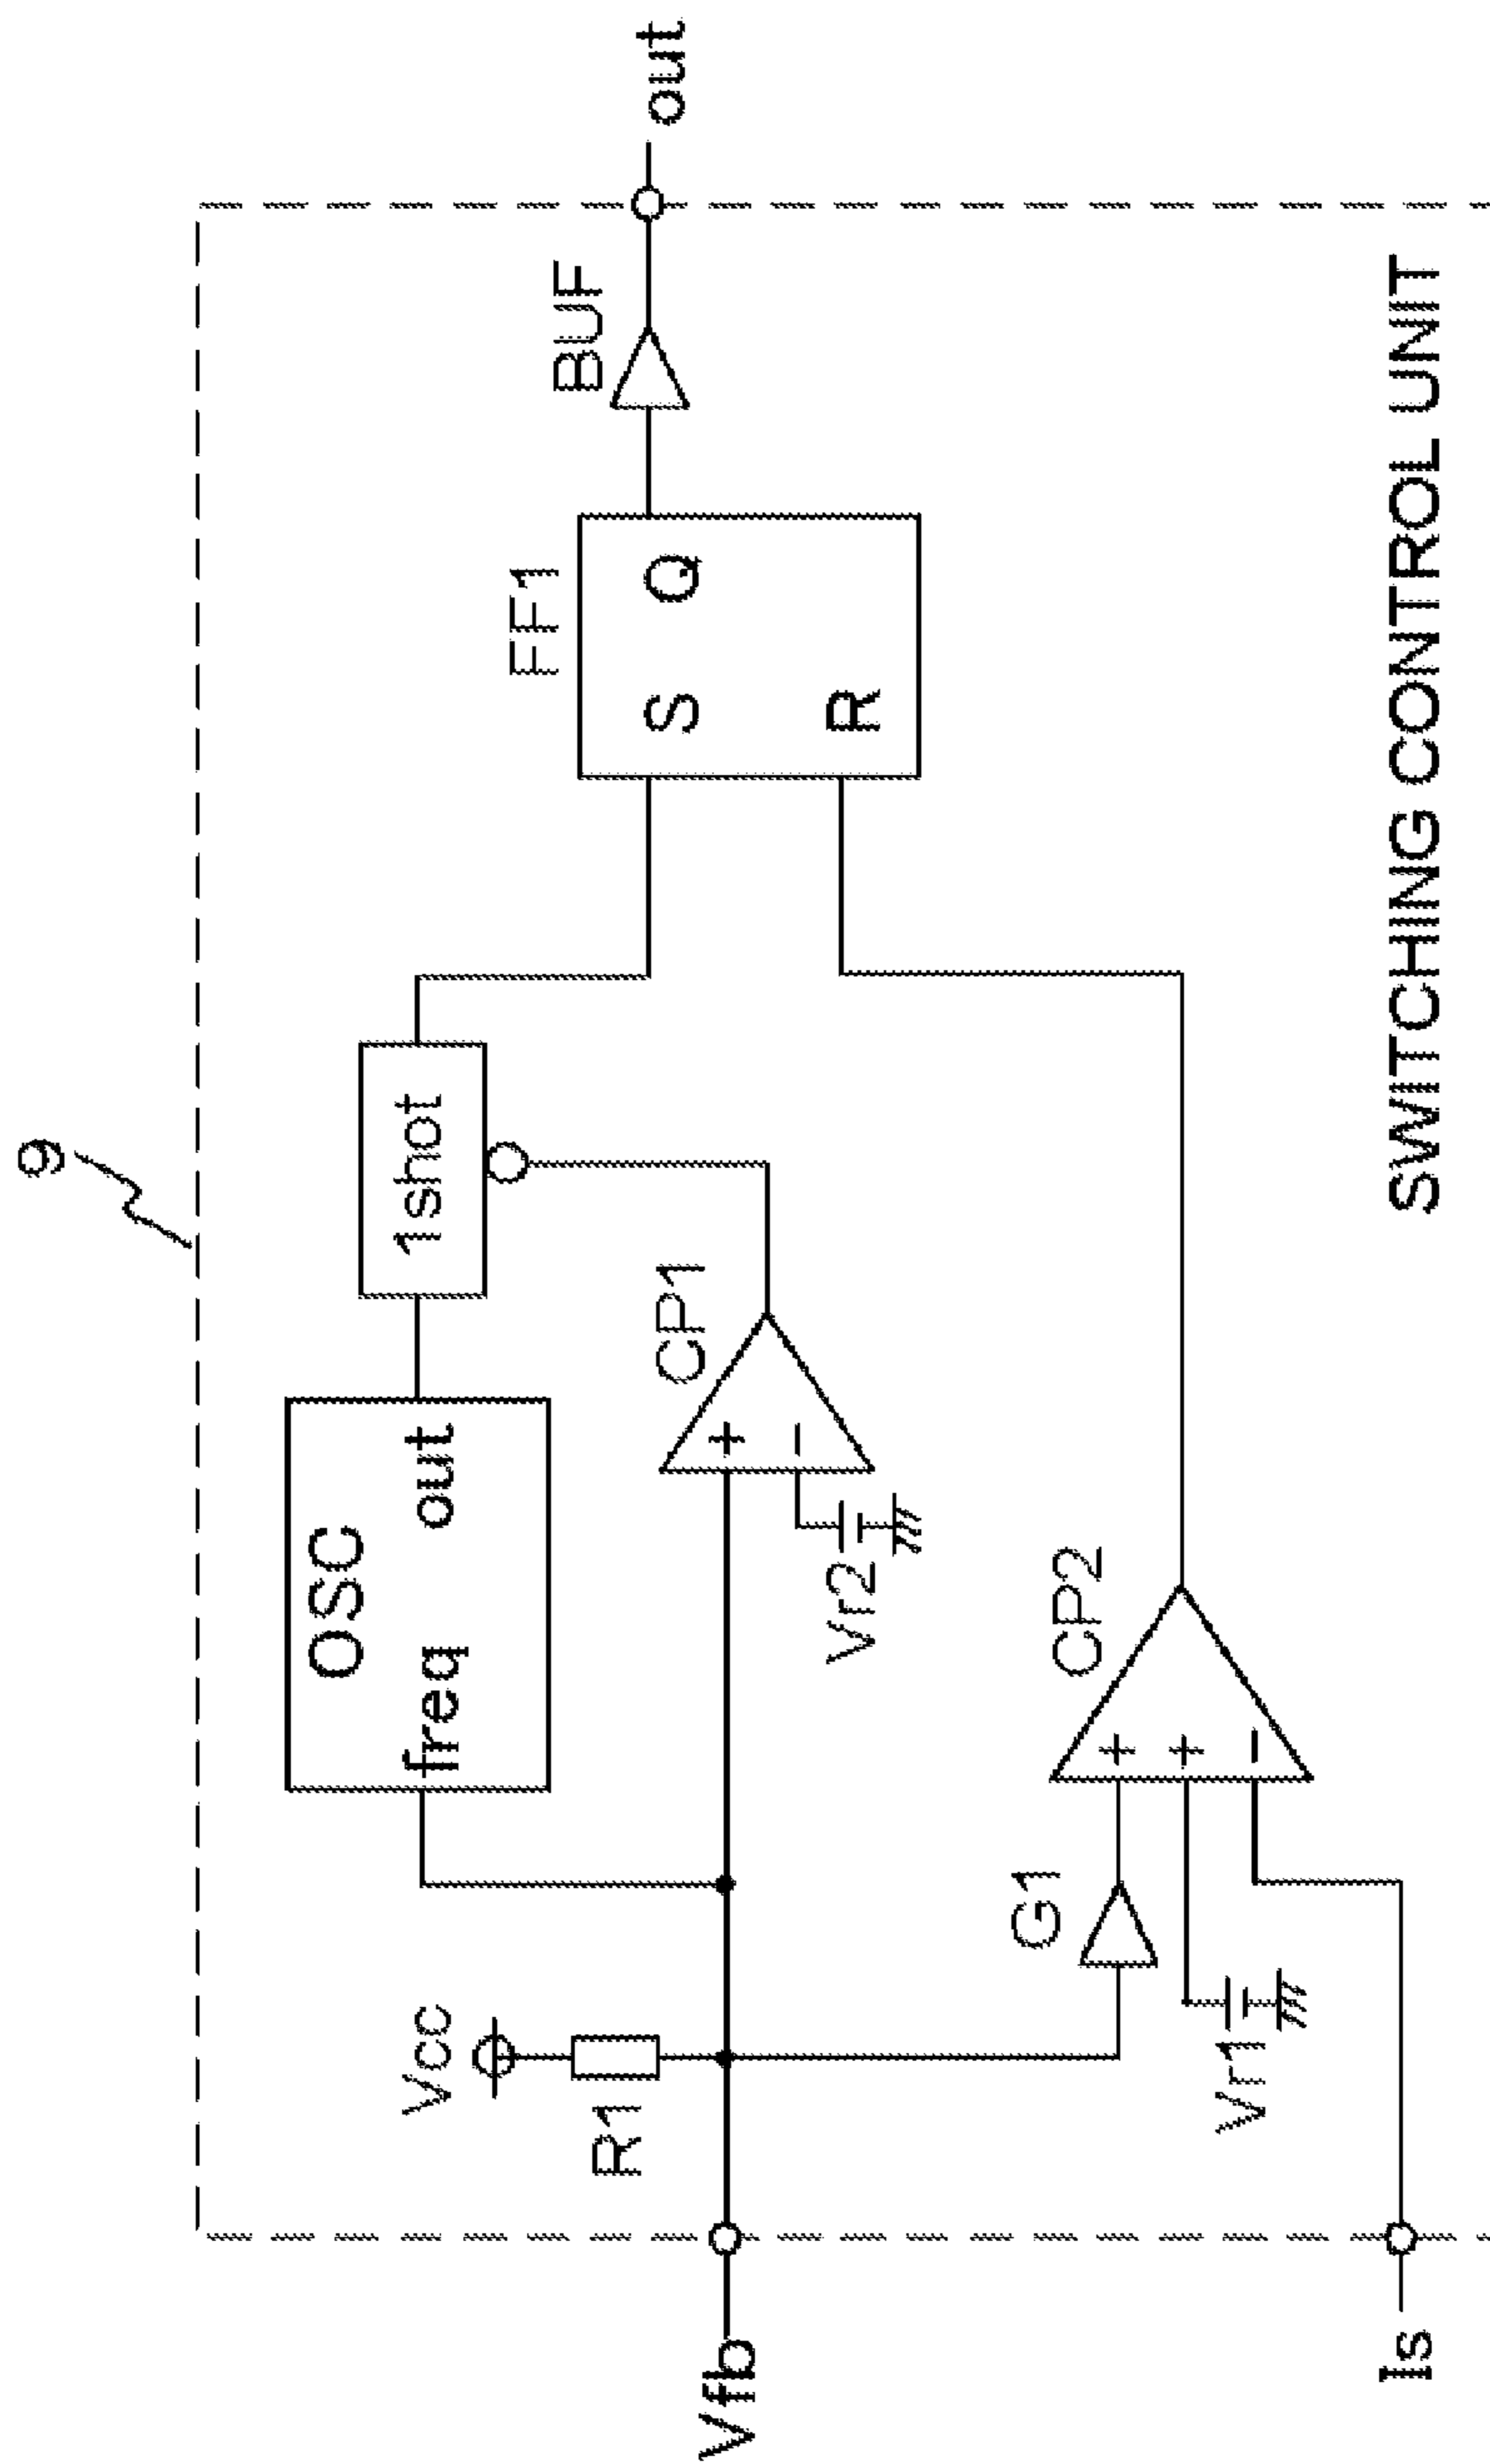 9
OSC
freq
out
1shot
FF1
S
Q
R
BUF
out
Vcc
R1
Vfb
CP1
+
−
Vr2
G1
CP2
+
+
−
Vr1
Is
SWITCHING CONTROL UNIT